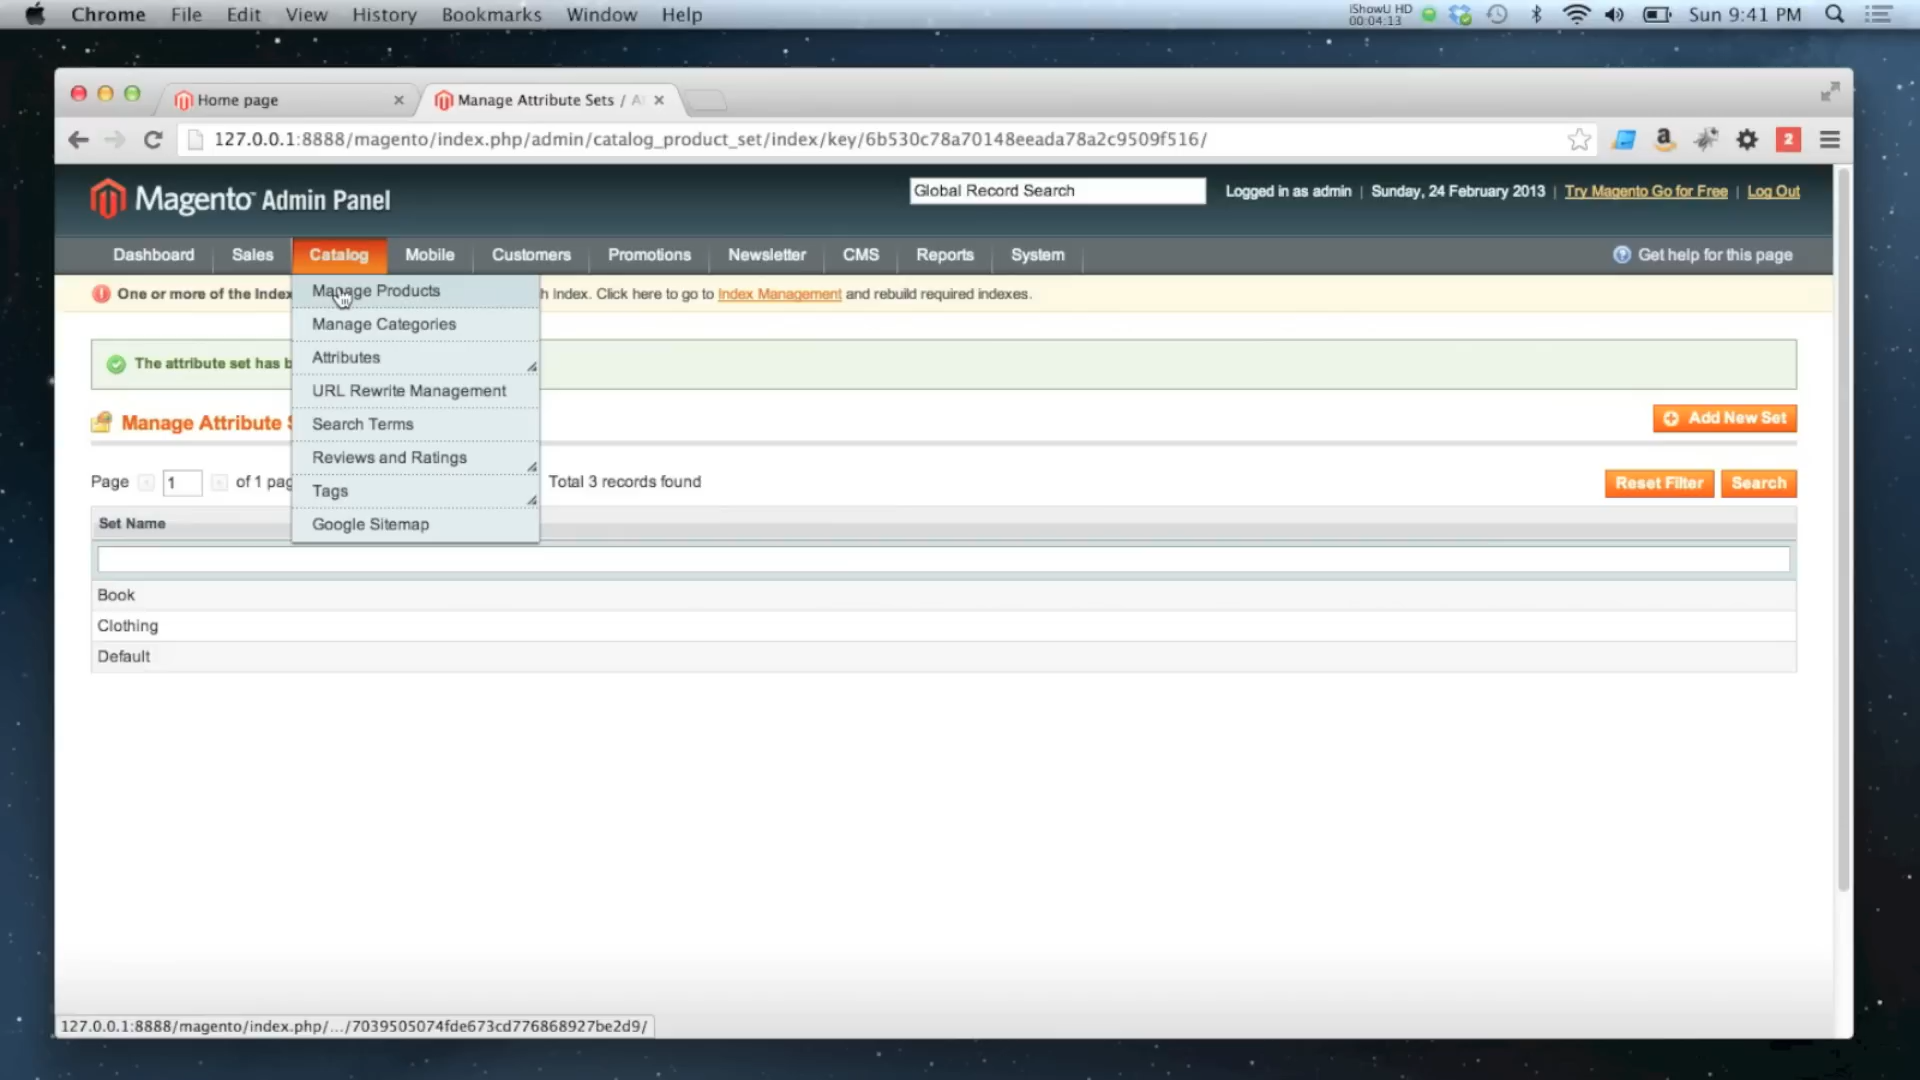 Chrome File Edit View History Bookmarks Window Help iShowU HD 00:04:13 Sun 9:41 PM
Home page Manage Attribute Sets / A
127.0.0.1:8888/magento/index.php/admin/catalog_product_set/index/key/6b530c78a70148eeada78a2c9509f516/ 2
Magento Admin Panel Global Record Search Logged in as admin | Sunday, 24 February 2013 | Try Magento Go for Free | Log Out
Dashboard Sales Catalog Mobile Customers Promotions Newsletter CMS Reports System Get help for this page
One or more of the Index h Index. Click here to go to Index Management and rebuild required indexes.
Manage Products
Manage Categories
Attributes
URL Rewrite Management
Search Terms
Reviews and Ratings
Tags
Google Sitemap
The attribute set has b
Manage Attribute S Add New Set
Page 1 of 1 pag Total 3 records found Reset Filter Search
Set Name
Book
Clothing
Default
127.0.0.1:8888/magento/index.php/.../7039505074fde673cd776868927be2d9/